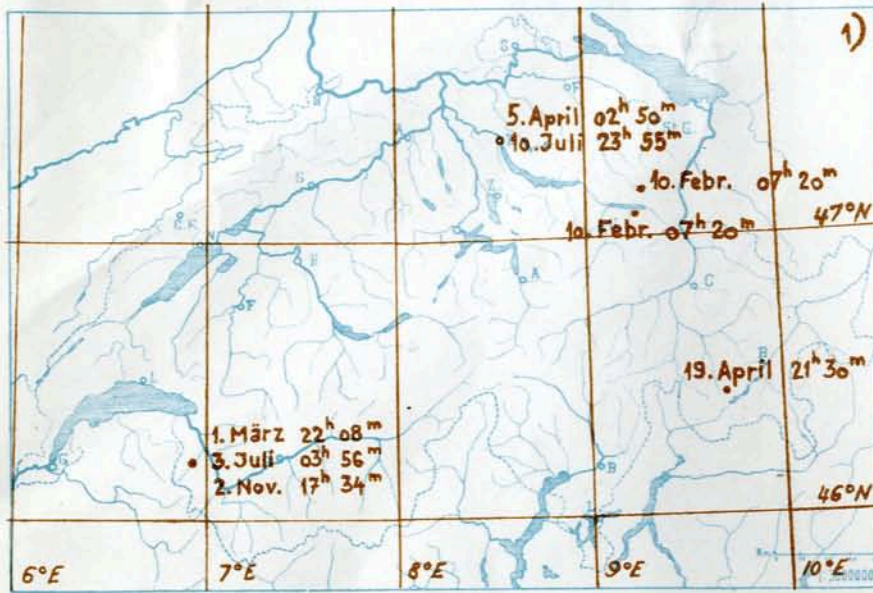 1)
5. April 02ʰ 50ᵐ
10. Juli 23ʰ 55ᵐ
10. Febr. 07ʰ 20ᵐ
47°N
10. Febr. 07ʰ 20ᵐ
19. April 21ʰ 30ᵐ
1. März 22ʰ 08ᵐ
3. Juli 03ʰ 56ᵐ
2. Nov. 17ʰ 34ᵐ
46°N
6°E 7°E 8°E 9°E 10°E
S
F
St.G.
Z
N
B
F
A
C
B
L
G
B